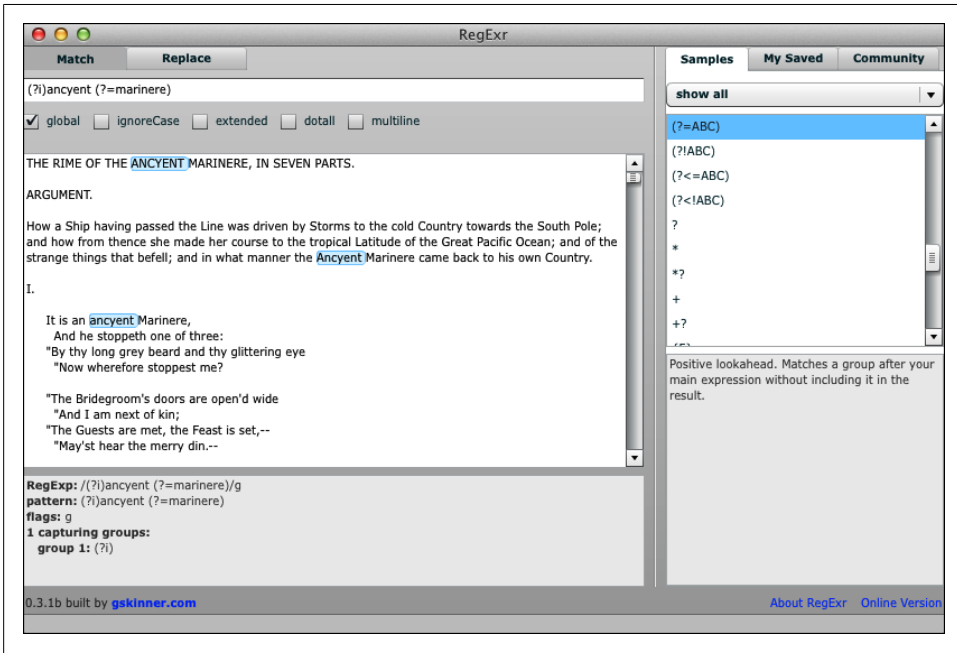 RegExr
Match Replace
Samples My Saved Community
(?i)ancyent (?=marinere)
global ignoreCase extended dotall multiline
THE RIME OF THE ANCYENT MARINERE, IN SEVEN PARTS.
ARGUMENT.
How a Ship having passed the Line was driven by Storms to the cold Country towards the South Pole;
and how from thence she made her course to the tropical Latitude of the Great Pacific Ocean; and of the
strange things that befell; and in what manner the Ancyent Marinere came back to his own Country.
I.
It is an ancyent Marinere,
And he stoppeth one of three:
"By thy long grey beard and thy glittering eye
"Now wherefore stoppest me?
"The Bridegroom's doors are open'd wide
"And I am next of kin;
"The Guests are met, the Feast is set,--
"May'st hear the merry din.--
RegExp: /(?i)ancyent (?=marinere)/g
pattern: (?i)ancyent (?=marinere)
flags: g
1 capturing groups:
group 1: (?i)
show all
(?=ABC)
(?!ABC)
(?<=ABC)
(?<!ABC)
?
*
*?
+
+?
Positive lookahead. Matches a group after your
main expression without including it in the
result.
0.3.1b built by gskinner.com
About RegExr Online Version